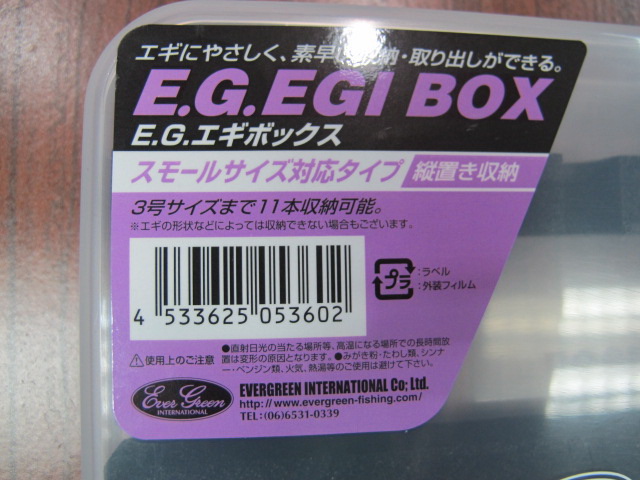 エギにやさしく、素早い収納・取り出しができる。
E.G.EGI BOX
E.G.エギボックス
スモールサイズ対応タイプ 縦置き収納
3号サイズまで11本収納可能。
※エギの形状などによっては収納できない場合もございます。
プラ :ラベル
:外装フィルム
4 533625 053602
使用上のご注意
●直射日光の当たる場所等、高温になる場所での長時間放
置は変形の原因となります。●みがき粉・たわし類、シンナ
ー・ベンジン類、火気、熱湯等のご使用は避けて下さい。
Ever Green
INTERNATIONAL
EVERGREEN INTERNATIONAL Co; Ltd.
http://www.evergreen-fishing.com/
TEL:(06)6531-0339